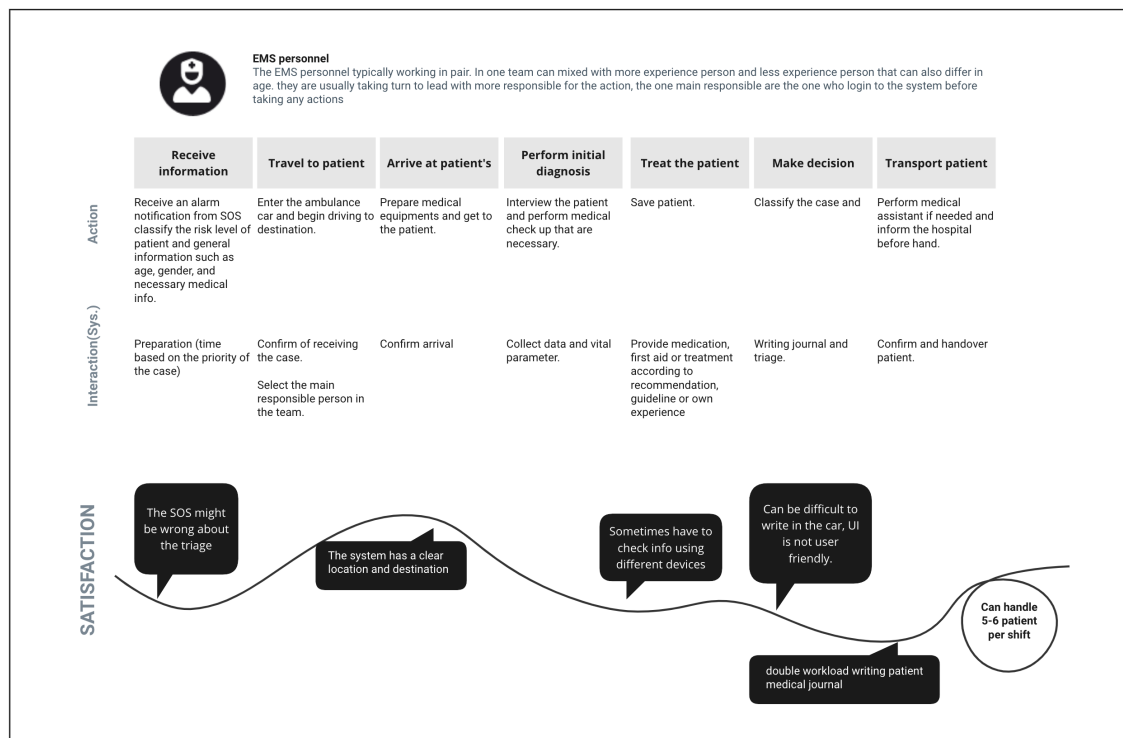 EMS personnel
The EMS personnel typically working in pair. In one team can mixed with more experience person and less experience person that can also differ in
age. they are usually taking turn to lead with more responsible for the action, the one main responsible are the one who login to the system before
taking any actions
Receive
information
Travel to patient
Arrive at patient's
Perform initial
diagnosis
Treat the patient
Make decision
Transport patient
Action
Receive an alarm
notification from SOS
classify the risk level of
patient and general
information such as
age, gender, and
necessary medical
info.
Enter the ambulance
car and begin driving to
destination.
Prepare medical
equipments and get to
the patient.
Interview the patient
and perform medical
check up that are
necessary.
Save patient.
Classify the case and
Perform medical
assistant if needed and
inform the hospital
before hand.
Interaction(Sys.)
Preparation (time
based on the priority of
the case)
Confirm of receiving
the case.
Select the main
responsible person in
the team.
Confirm arrival
Collect data and vital
parameter.
Provide medication,
first aid or treatment
according to
recommendation,
guideline or own
experience
Writing journal and
triage.
Confirm and handover
patient.
SATISFACTION
The SOS might
be wrong about
the triage
The system has a clear
location and destination
Sometimes have to
check info using
different devices
Can be difficult to
write in the car, UI
is not user
friendly.
double workload writing patient
medical journal
Can handle
5-6 patient
per shift